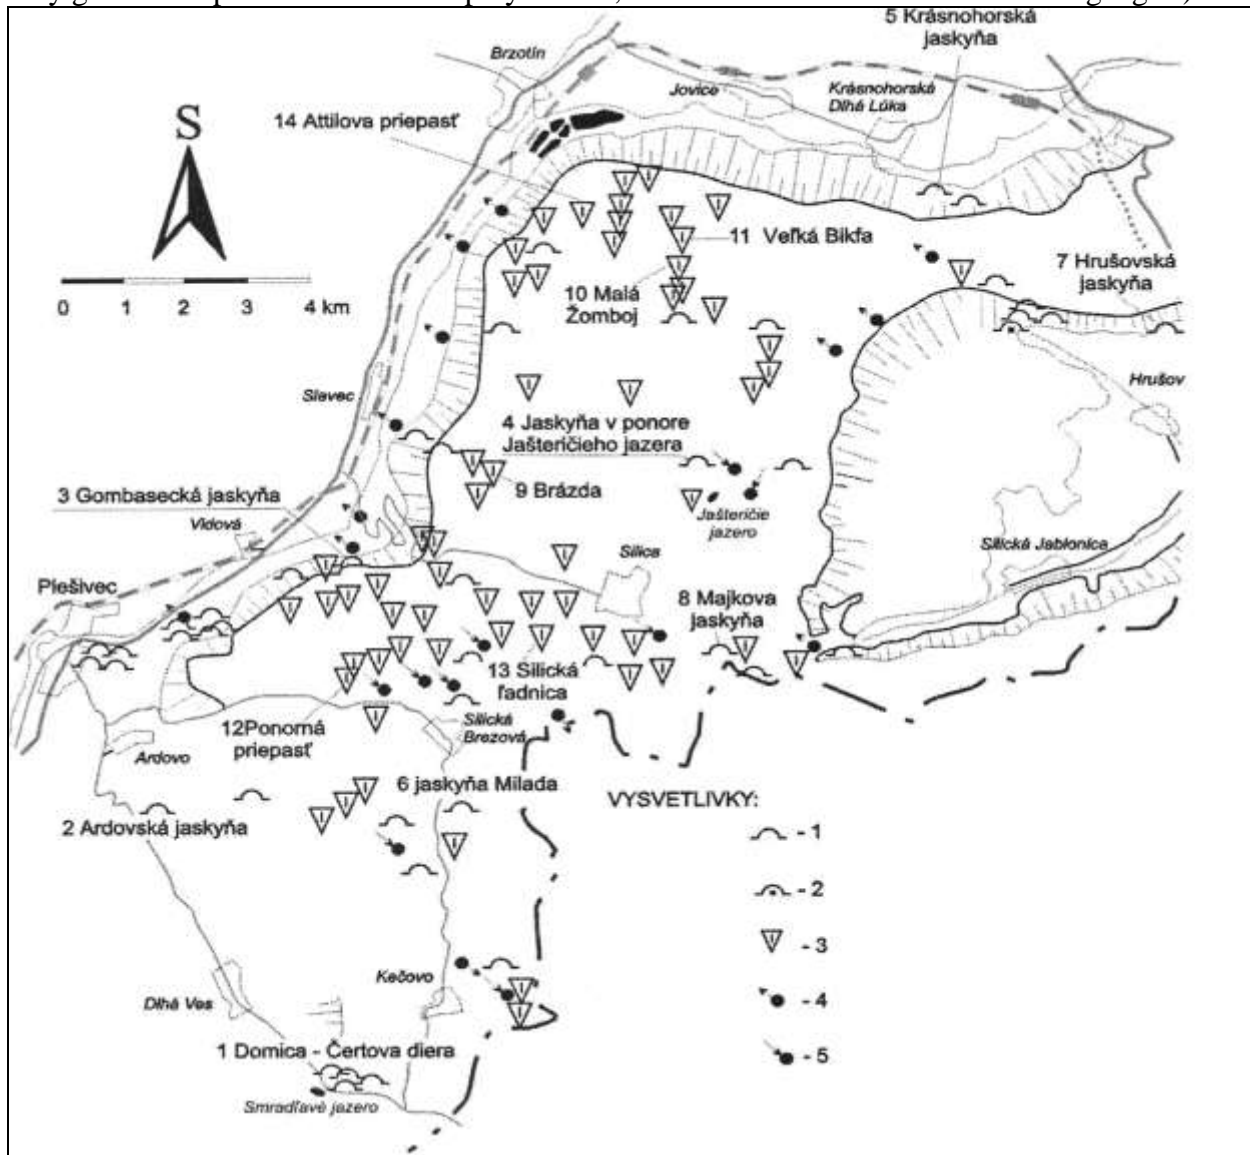 5 Krásnohorská
jaskyňa
Brzotín
Jovice
Krásnohorská
Dlhá Lúka
14 Attilova priepasť
S
11 Veľká Bikfa
7 Hrušovská
jaskyňa
0 1 2 3 4 km
10 Malá
Žomboj
Slavec
Hrušov
4 Jaskyňa v ponore
Jašteričieho jazera
3 Gombasecká jaskyňa
9 Brázda
Vidová
Jašteričie
jazero
Silica
Silická Jablonica
Plešivec
8 Majkova
jaskyňa
13 Silická
ľadnica
12Ponorná
priepasť
Silická
Brezová
Ardovo
6 jaskyňa Milada
VYSVETLIVKY:
2 Ardovská jaskyňa
- 1
- 2
- 3
- 4
- 5
Kečovo
Dlhá Ves
1 Domica - Čertova diera
Smradľavé jazero